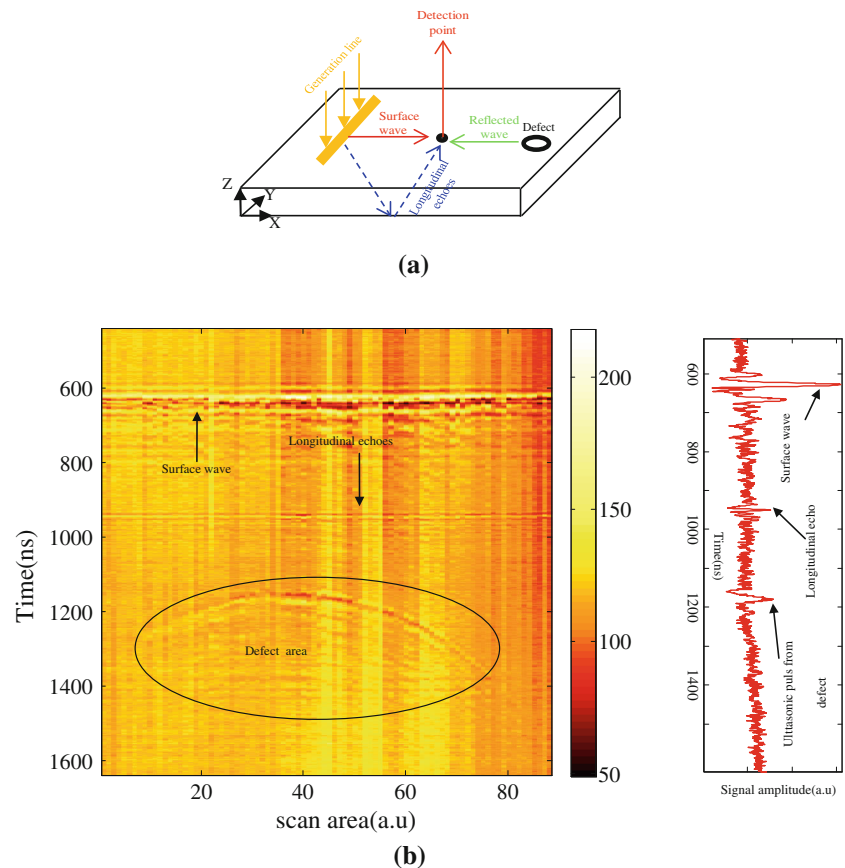 Detection
point
Generation line
Surface
wave
Reflected
wave
Defect
Longitudinal
echoes
Z
Y
X
(a)
600
800
1000
1200
1400
1600
Time(ns)
Surface wave
Longitudinal echoes
Defect area
20
40
60
80
scan area(a.u)
200
150
100
50
600
800
1000
1200
1400
Time(ns)
Surface wave
Longitudinal echo
Ulttasonic puls from
defect
Signal amplitude(a.u)
(b)